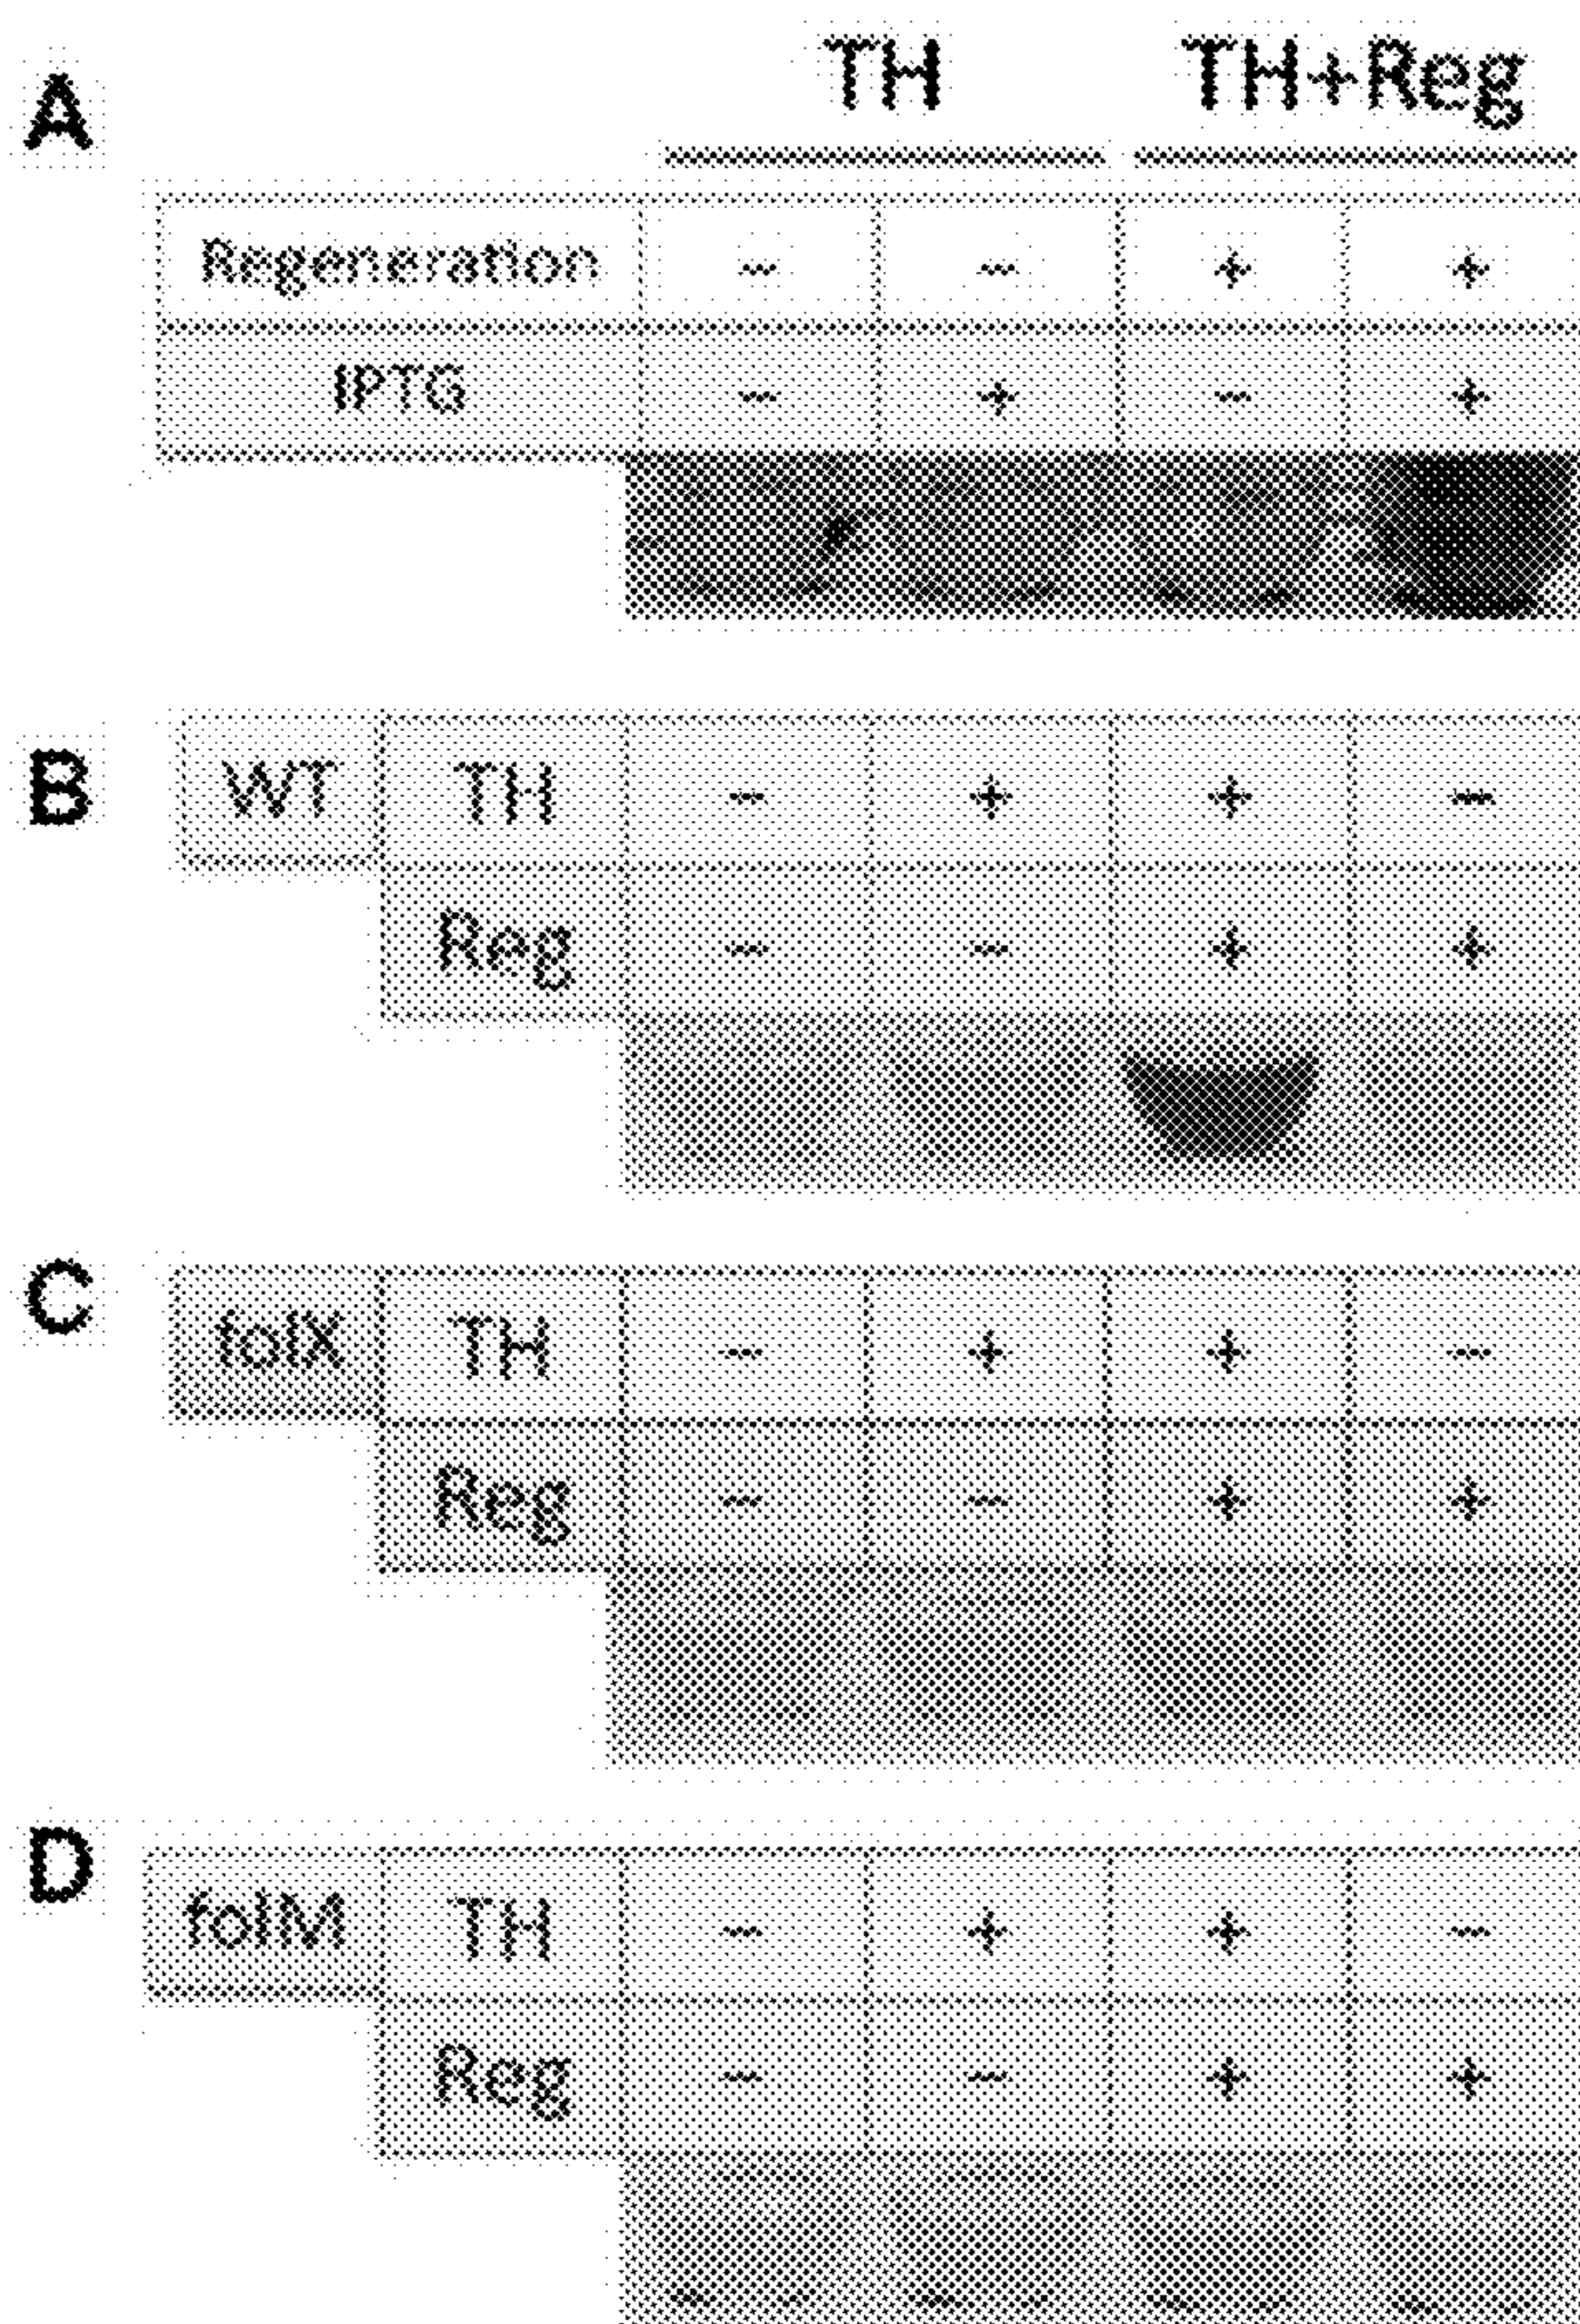 A
TH TH+Reg
Regeneration − − + +
IPTG − + − +
B
WT TH − + + −
Reg − − + +
C
folX TH − + + −
Reg − − + +
D
folM TH − + + −
Reg − − + +